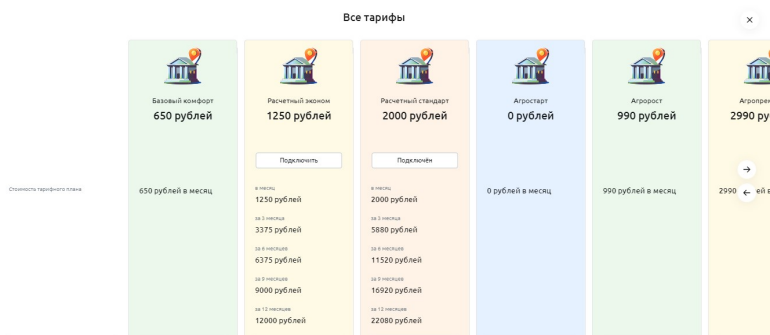 Все тарифы
Базовый комфорт
650 рублей
Расчетный эконом
1250 рублей
Расчетный стандарт
2000 рублей
Агростарт
0 рублей
Агророст
990 рублей
Агропрем
2990 ру
Подключить
Подключён
Стоимость тарифного плана
650 рублей в месяц
в месяц
1250 рублей
за 3 месяца
3375 рублей
за 6 месяцев
6375 рублей
за 9 месяцев
9000 рублей
за 12 месяцев
12000 рублей
в месяц
2000 рублей
за 3 месяца
5880 рублей
за 6 месяцев
11520 рублей
за 9 месяцев
16920 рублей
за 12 месяцев
22080 рублей
0 рублей в месяц
990 рублей в месяц
2990